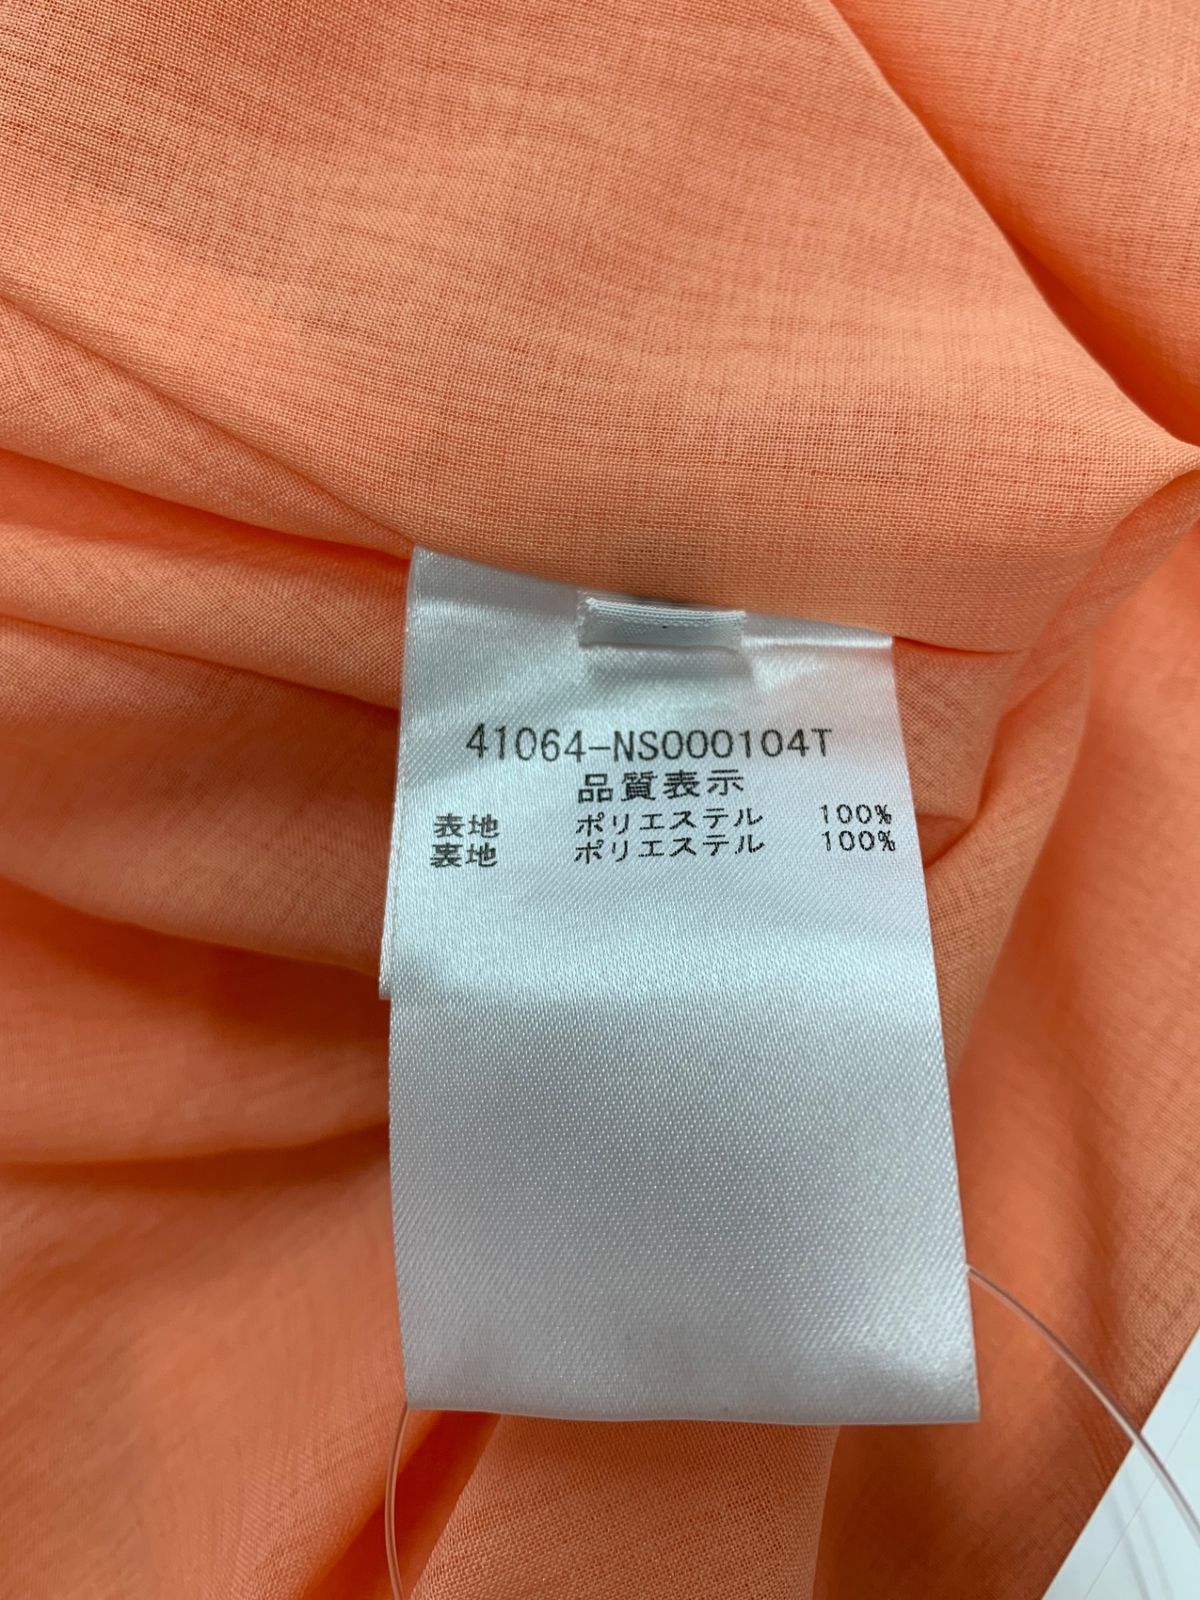 41064-NS000104T
品質表示
表地 ポリエステル 100%
裏地 ポリエステル 100%